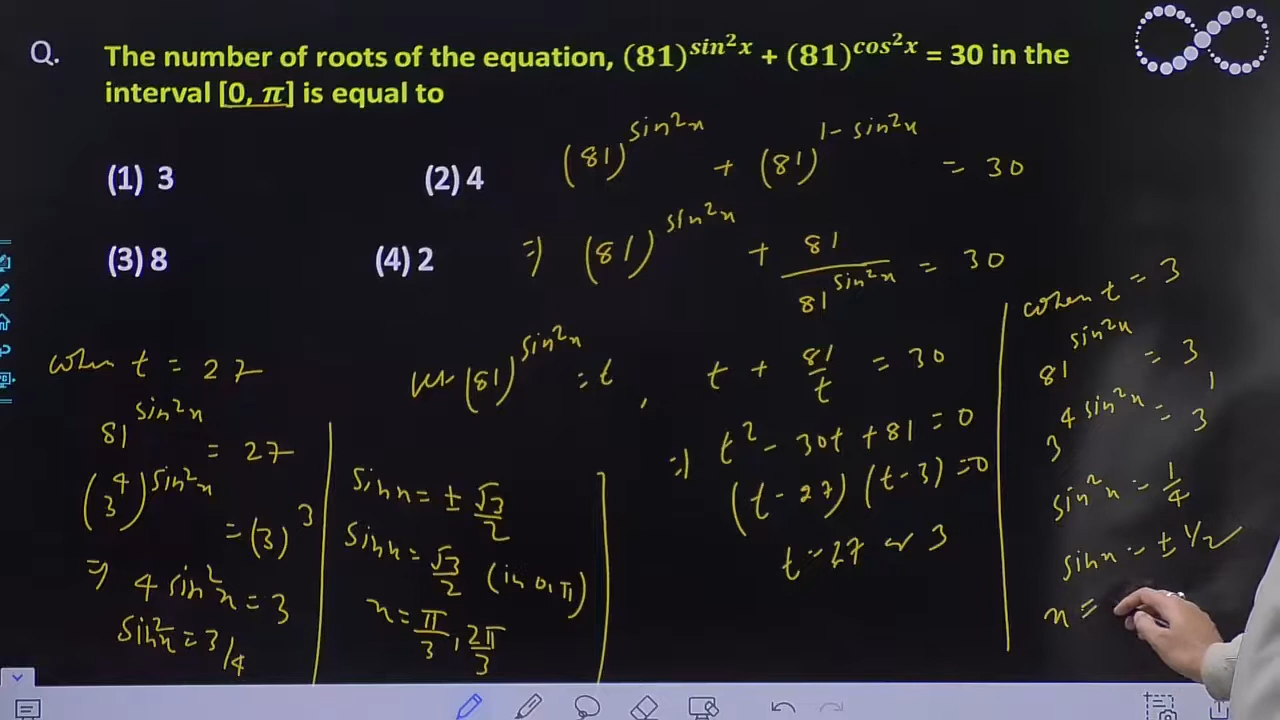 Q. The number of roots of the equation, (81)^{sin²x} + (81)^{cos²x} = 30 in the
interval [0, π] is equal to
(1) 3
(2) 4
(3) 8
(4) 2
(81)^{sin²x} + (81)^{1-sin²x} = 30
⇒ (81)^{sin²x} + 81/81^{sin²x} = 30
let (81)^{sin²x} = t, t + 81/t = 30
⇒ t² - 30t + 81 = 0
(t - 27)(t - 3) = 0
t = 27 or 3
when t = 27
81^{sin²x} = 27
(3⁴)^{sin²x} = (3)³
⇒ 4 sin²x = 3
sin²x = 3/4
sinx = ± √3/2
sinx = √3/2 (in 0, π)
x = π/3, 2π/3
when t = 3
81^{sin²x} = 3
3^{4 sin²x} = 3¹
sin²x = 1/4
sinx = ± 1/2
x =